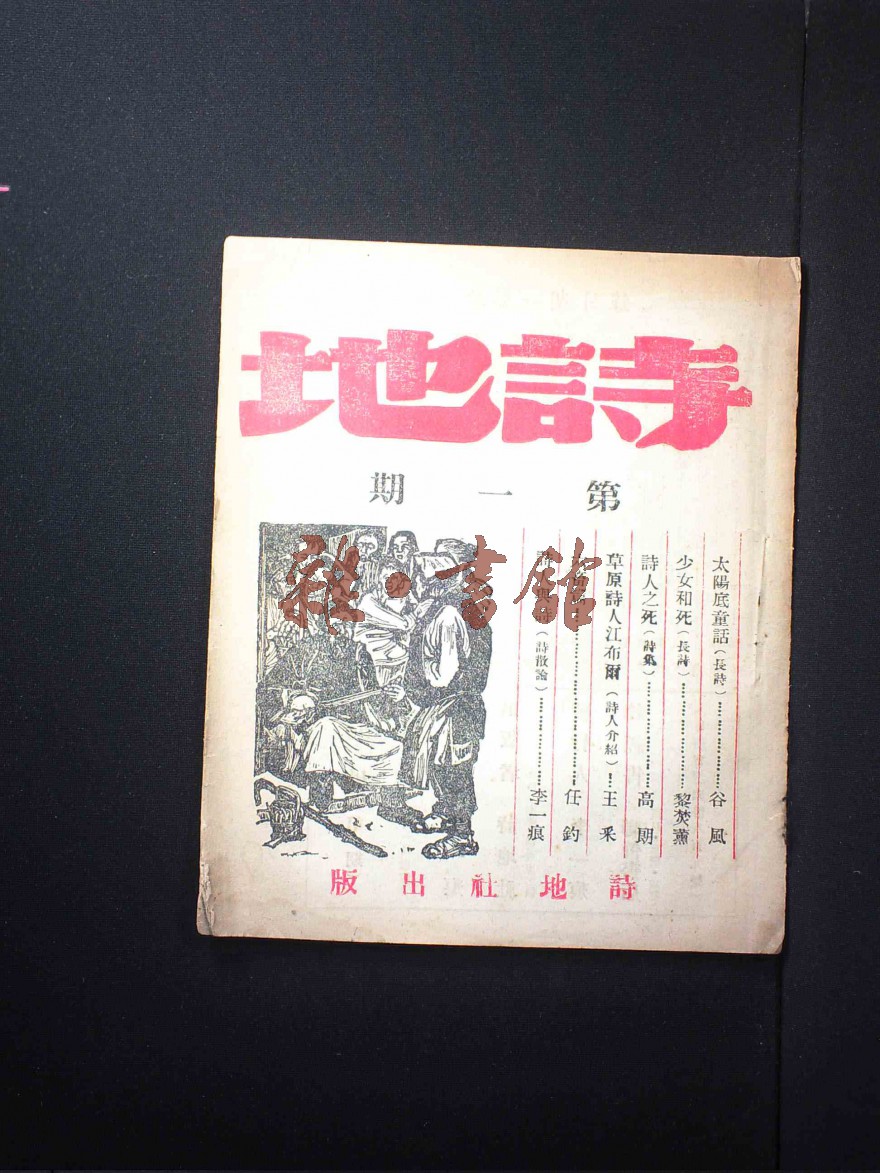 詩地
第一期
太陽底童話（長詩）……谷風
少女和死（長詩）……黎焚薰
詩人之死（詩集）……高朗
草原詩人江布爾（詩人介紹）…王采
……任鈞
詩（詩散論）……李一痕
詩地社出版
雜·書館